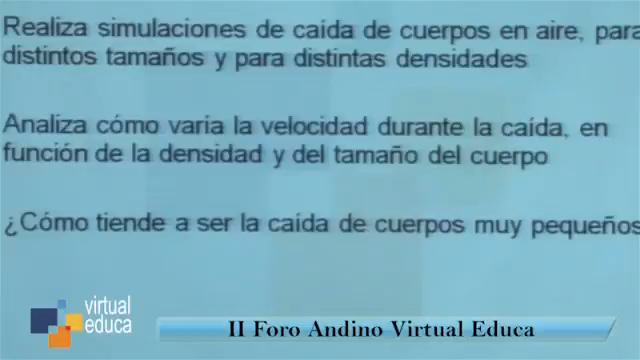 Realiza simulaciones de caída de cuerpos en aire, para
distintos tamaños y para distintas densidades
Analiza cómo varia la velocidad durante la caída, en
función de la densidad y del tamaño del cuerpo
¿Cómo tiende a ser la caída de cuerpos muy pequeños
virtual
educa
II Foro Andino Virtual Educa